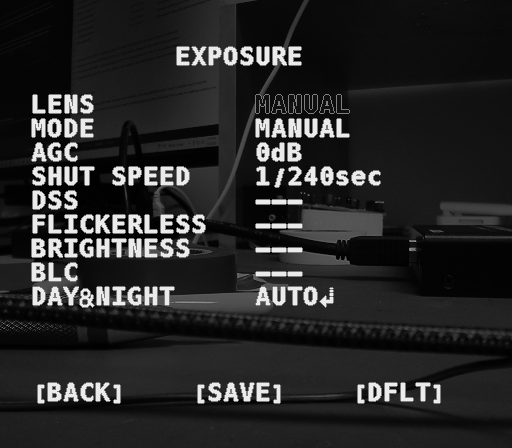 EXPOSURE
LENS MANUAL
MODE MANUAL
AGC 0dB
SHUT SPEED 1/240sec
DSS ---
FLICKERLESS ---
BRIGHTNESS ---
BLC ---
DAY&NIGHT AUTO↲
[BACK] [SAVE] [DFLT]